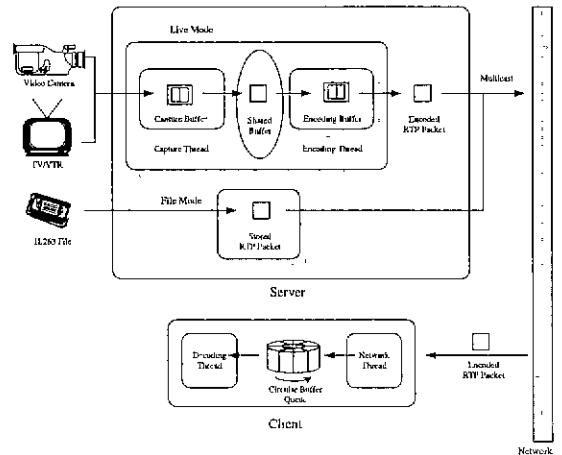 Live Mode
Video Camera
Capture Buffer
Shared
Buffer
Encoding Buffer
Encoded
RTP Packet
Multicast
Capture Thread
Encoding Thread
TV/VTR
File Mode
H.263 File
Stored
RTP Packet
Server
Decoding
Thread
Circular Buffer
Queue
Network
Thread
Encoded
RTP Packet
Client
Network